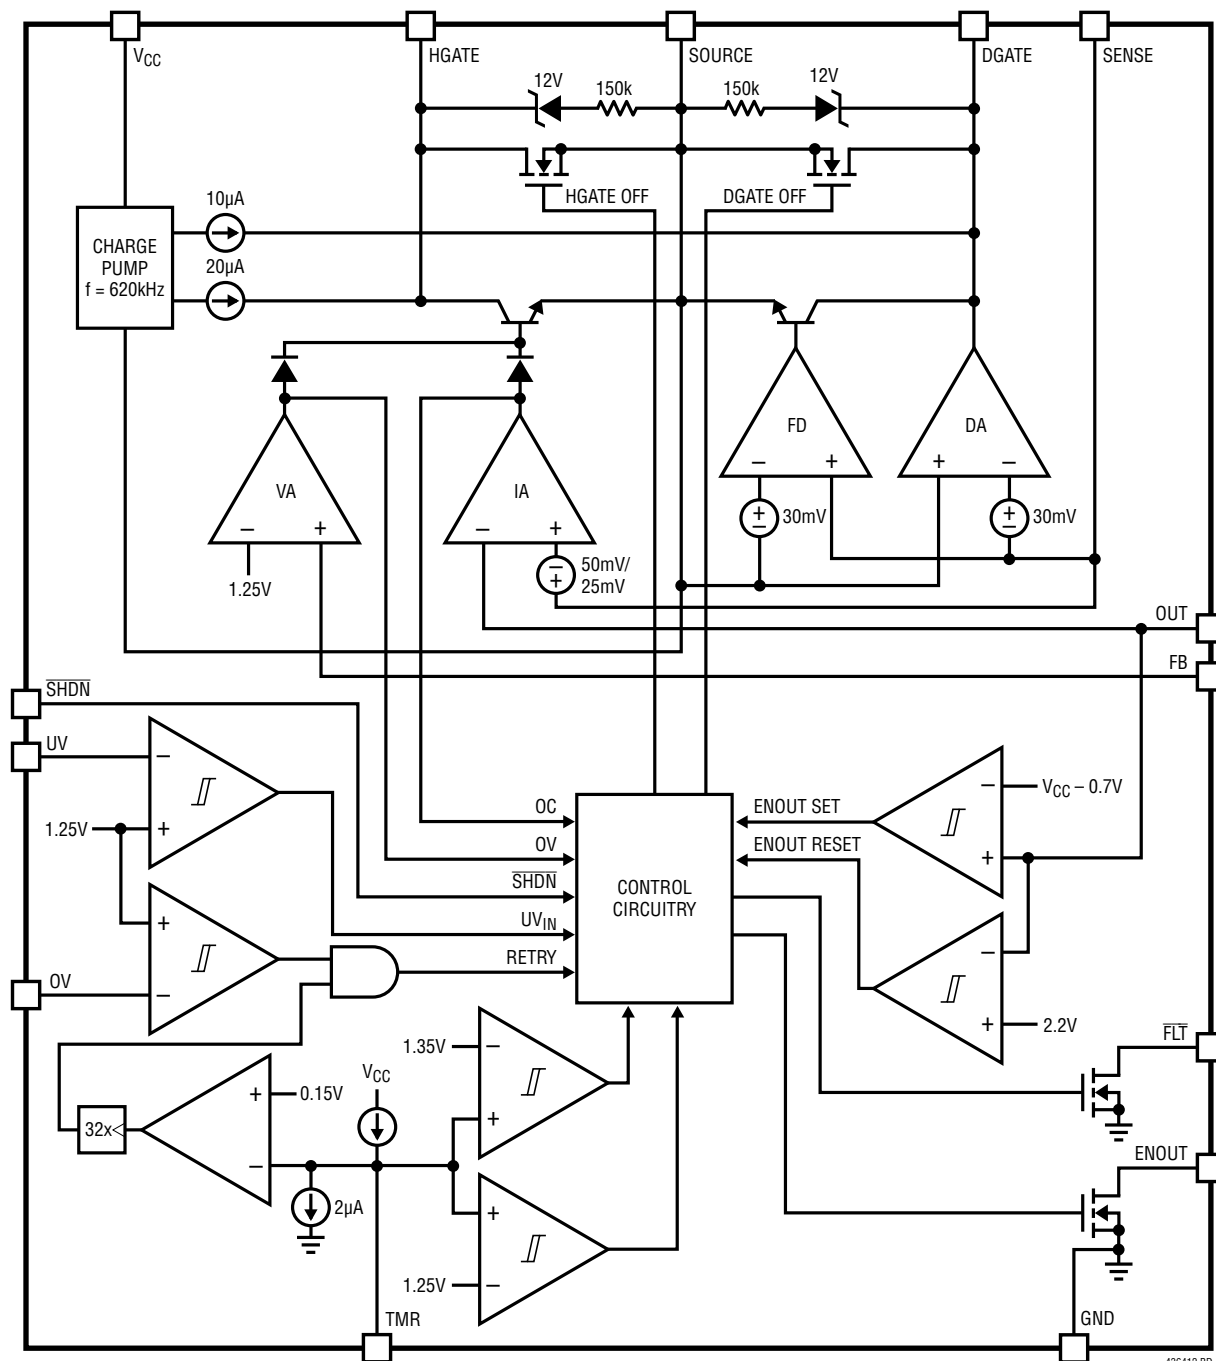 VCC
HGATE
SOURCE
DGATE
SENSE
12V
150k
150k
12V
HGATE OFF
DGATE OFF
10µA
CHARGE
PUMP
f = 620kHz
20µA
VA
–
+
1.25V
IA
–
+
50mV/
25mV
–
+
FD
–
+
+
–
30mV
DA
+
–
+
–
30mV
OUT
FB
SHDN
UV
–
1.25V
+
+
OV
–
OC
OV
SHDN
UVIN
RETRY
CONTROL
CIRCUITRY
ENOUT SET
ENOUT RESET
–
VCC – 0.7V
+
–
+
2.2V
FLT
ENOUT
32x<
+
0.15V
–
VCC
2µA
1.35V
–
+
+
1.25V
–
TMR
GND